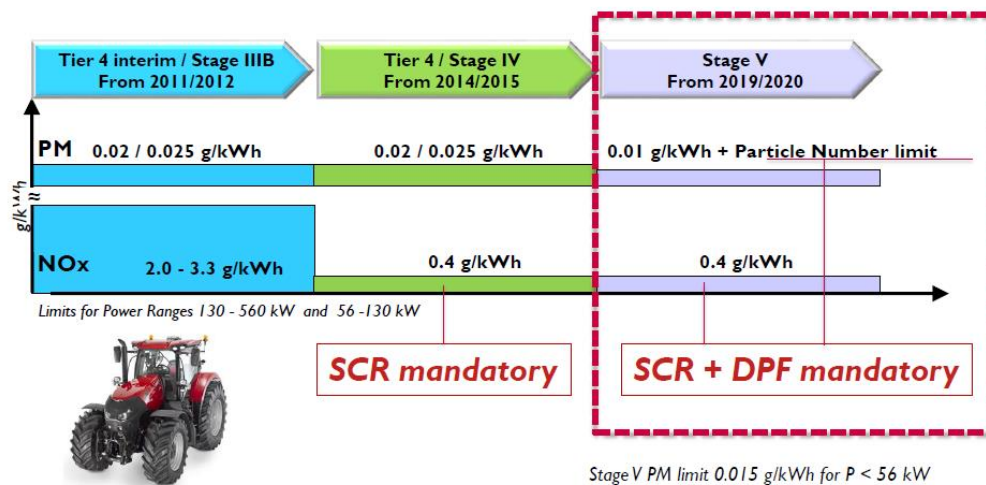 Tier 4 interim / Stage IIIB
From 2011/2012
Tier 4 / Stage IV
From 2014/2015
Stage V
From 2019/2020
PM
0.02 / 0.025 g/kWh
0.02 / 0.025 g/kWh
0.01 g/kWh + Particle Number limit
g/kWh
≈
NOx
2.0 - 3.3 g/kWh
0.4 g/kWh
0.4 g/kWh
Limits for Power Ranges 130 - 560 kW and 56 -130 kW
SCR mandatory
SCR + DPF mandatory
Stage V PM limit 0.015 g/kWh for P < 56 kW